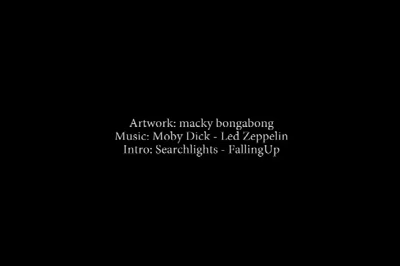 Artwork: macky bongabong
Music: Moby Dick - Led Zeppelin
Intro: Searchlights - FallingUp